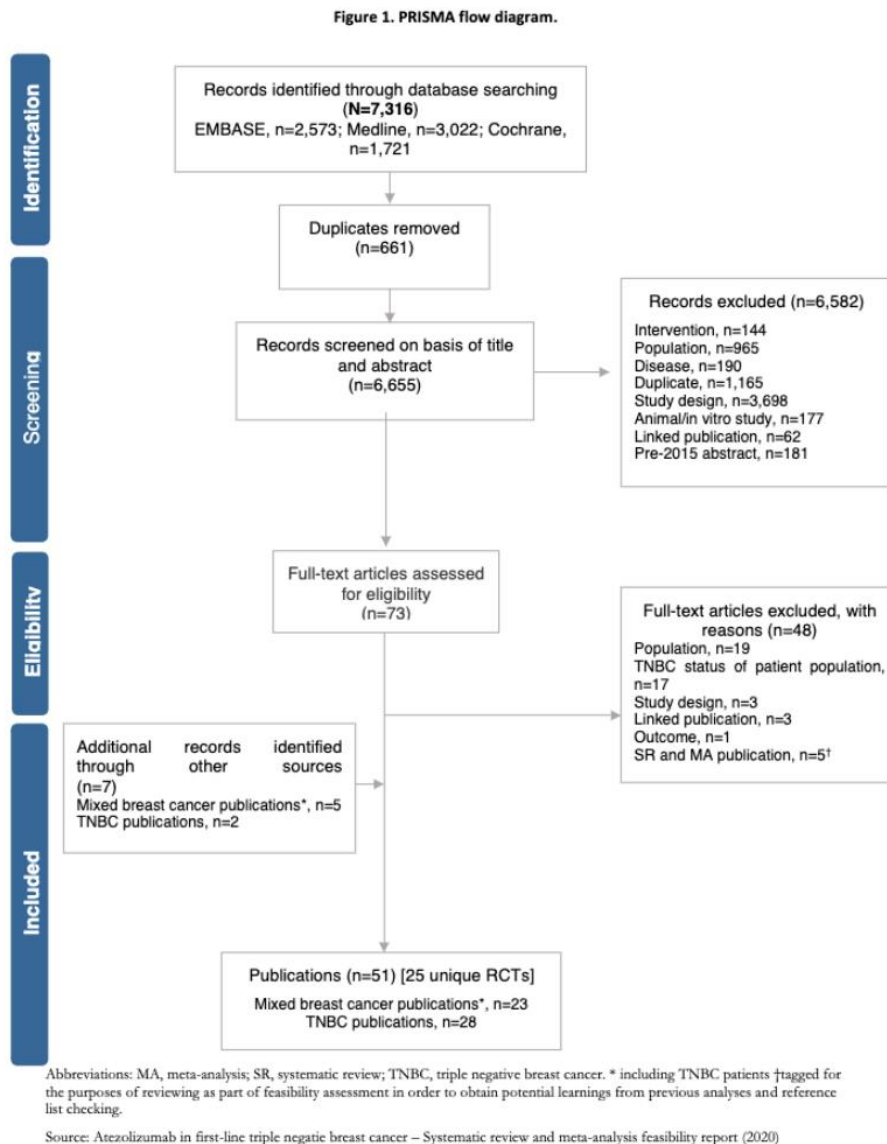 Figure 1. PRISMA flow diagram.
Identification
Records identified through database searching
(N=7,316)
EMBASE, n=2,573; Medline, n=3,022; Cochrane,
n=1,721
Duplicates removed
(n=661)
Screening
Records screened on basis of title
and abstract
(n=6,655)
Records excluded (n=6,582)
Intervention, n=144
Population, n=965
Disease, n=190
Duplicate, n=1,165
Study design, n=3,698
Animal/in vitro study, n=177
Linked publication, n=62
Pre-2015 abstract, n=181
Eligibility
Full-text articles assessed
for eligibility
(n=73)
Full-text articles excluded, with
reasons (n=48)
Population, n=19
TNBC status of patient population,
n=17
Study design, n=3
Linked publication, n=3
Outcome, n=1
SR and MA publication, n=5†
Included
Additional records identified
through other sources
(n=7)
Mixed breast cancer publications*, n=5
TNBC publications, n=2
Publications (n=51) [25 unique RCTs]
Mixed breast cancer publications*, n=23
TNBC publications, n=28
Abbreviations: MA, meta-analysis; SR, systematic review; TNBC, triple negative breast cancer. * including TNBC patients †tagged for
the purposes of reviewing as part of feasibility assessment in order to obtain potential learnings from previous analyses and reference
list checking.
Source: Atezolizumab in first-line triple negatic breast cancer – Systematic review and meta-analysis feasibility report (2020)